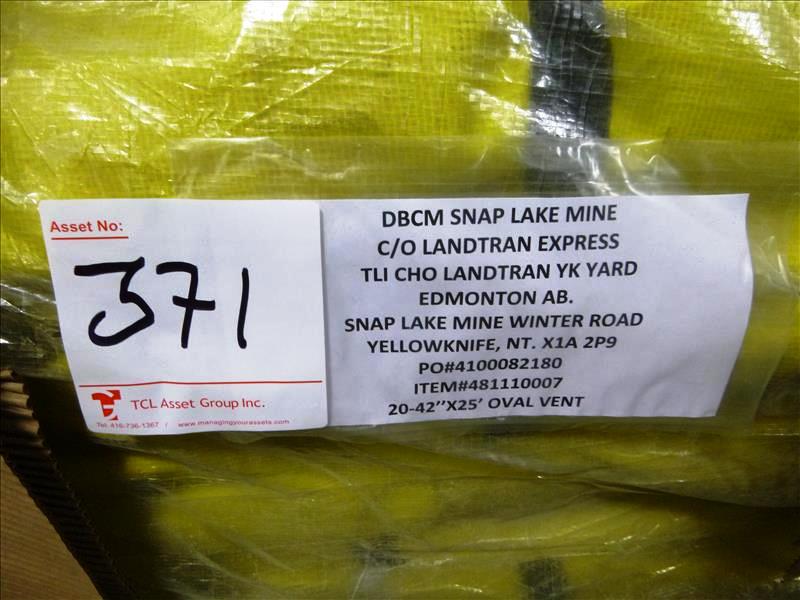 Asset No:
371
TCL Asset Group Inc.
Tel: 416-736-1367 / www.managingyourassets.com
DBCM SNAP LAKE MINE
C/O LANDTRAN EXPRESS
TLI CHO LANDTRAN YK YARD
EDMONTON AB.
SNAP LAKE MINE WINTER ROAD
YELLOWKNIFE, NT. X1A 2P9
PO#4100082180
ITEM#481110007
20-42"X25' OVAL VENT